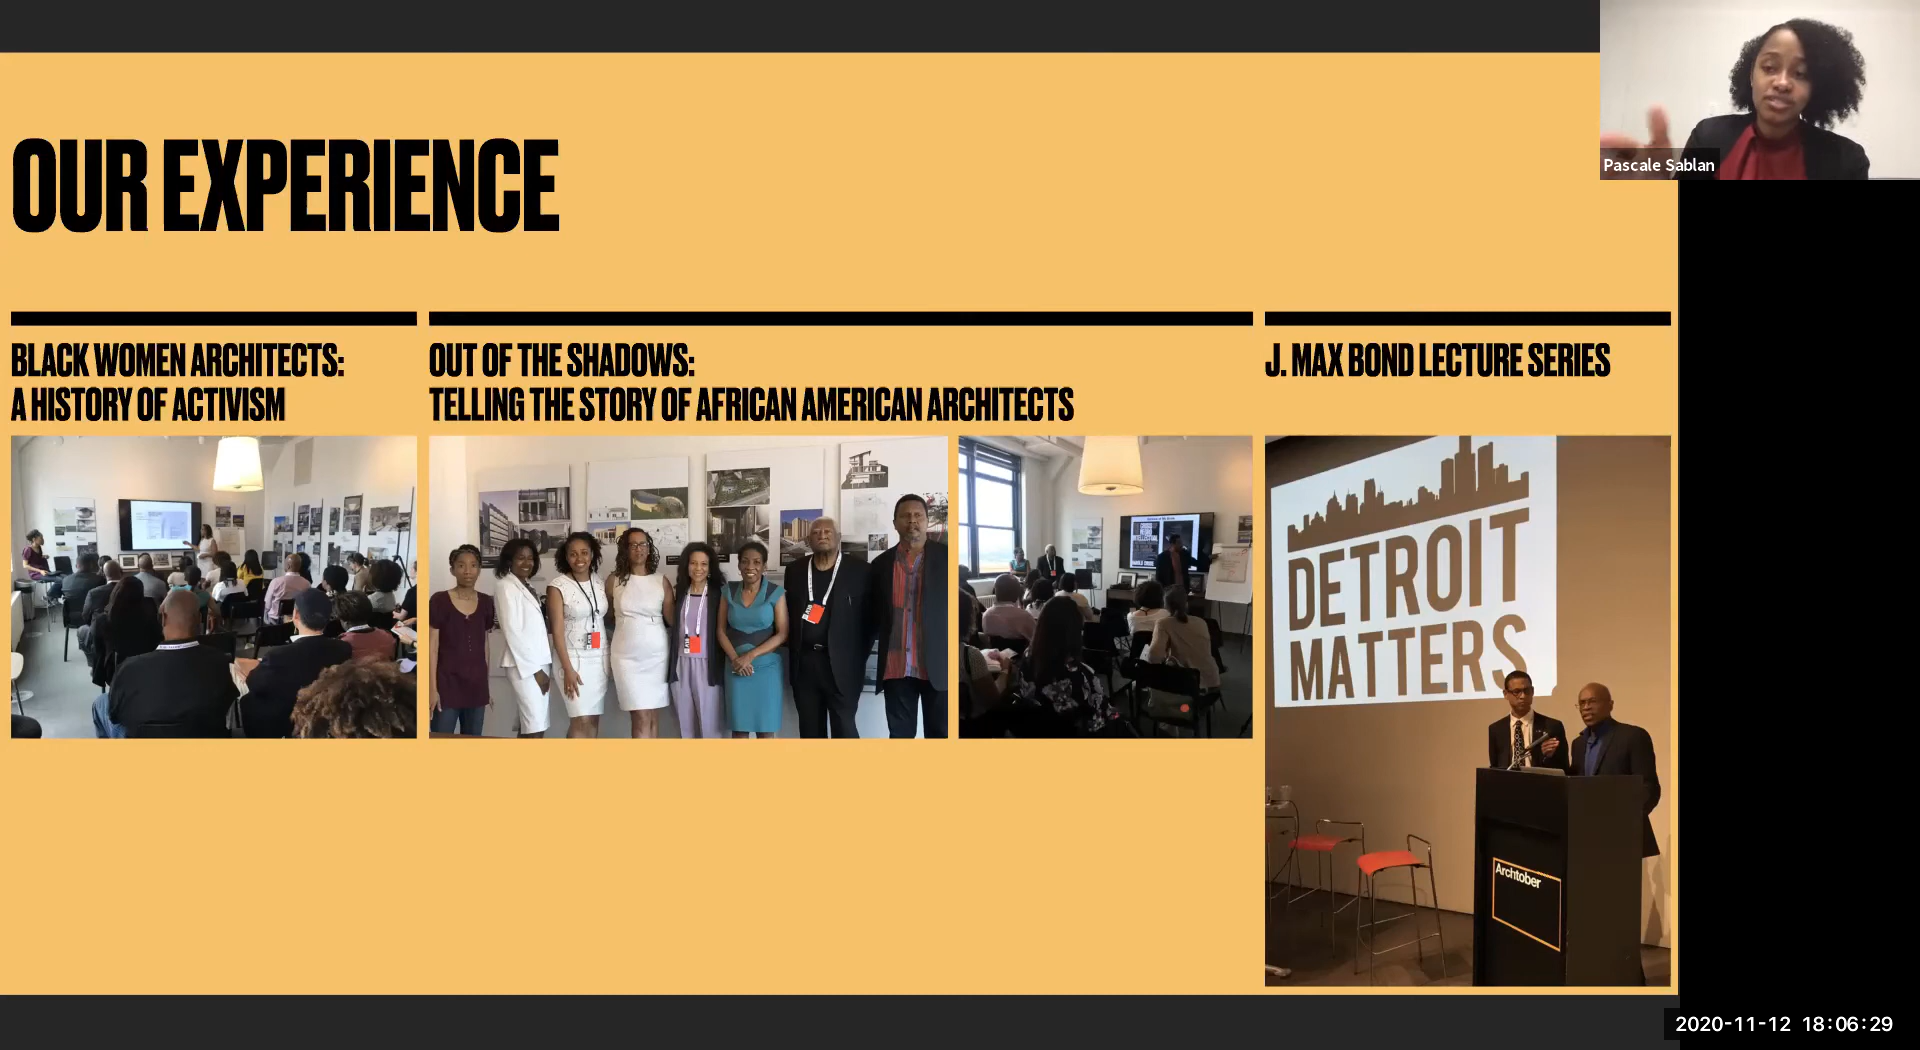 Pascale Sablan
OUR EXPERIENCE
BLACK WOMEN ARCHITECTS:
A HISTORY OF ACTIVISM
OUT OF THE SHADOWS:
TELLING THE STORY OF AFRICAN AMERICAN ARCHITECTS
J. MAX BOND LECTURE SERIES
DETROIT
MATTERS
Archtober
2020-11-12 18:06:29